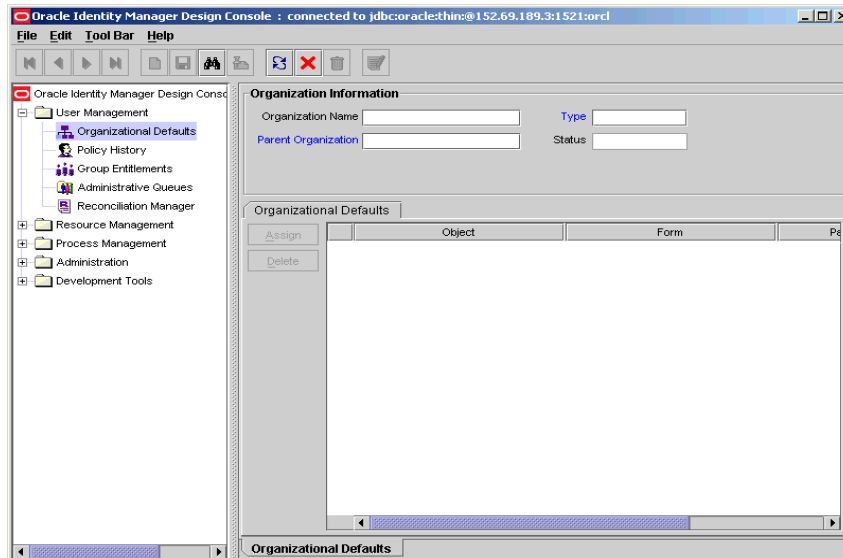 Oracle Identity Manager Design Console : connected to jdbc:oracle:thin:@152.69.189.3:1521:orcl
File Edit Tool Bar Help
Oracle Identity Manager Design Consc
User Management
Organizational Defaults
Policy History
Group Entitlements
Administrative Queues
Reconciliation Manager
Resource Management
Process Management
Administration
Development Tools
Organization Information
Organization Name Type
Parent Organization Status
Organizational Defaults
Assign Object Form Pa
Delete
Organizational Defaults